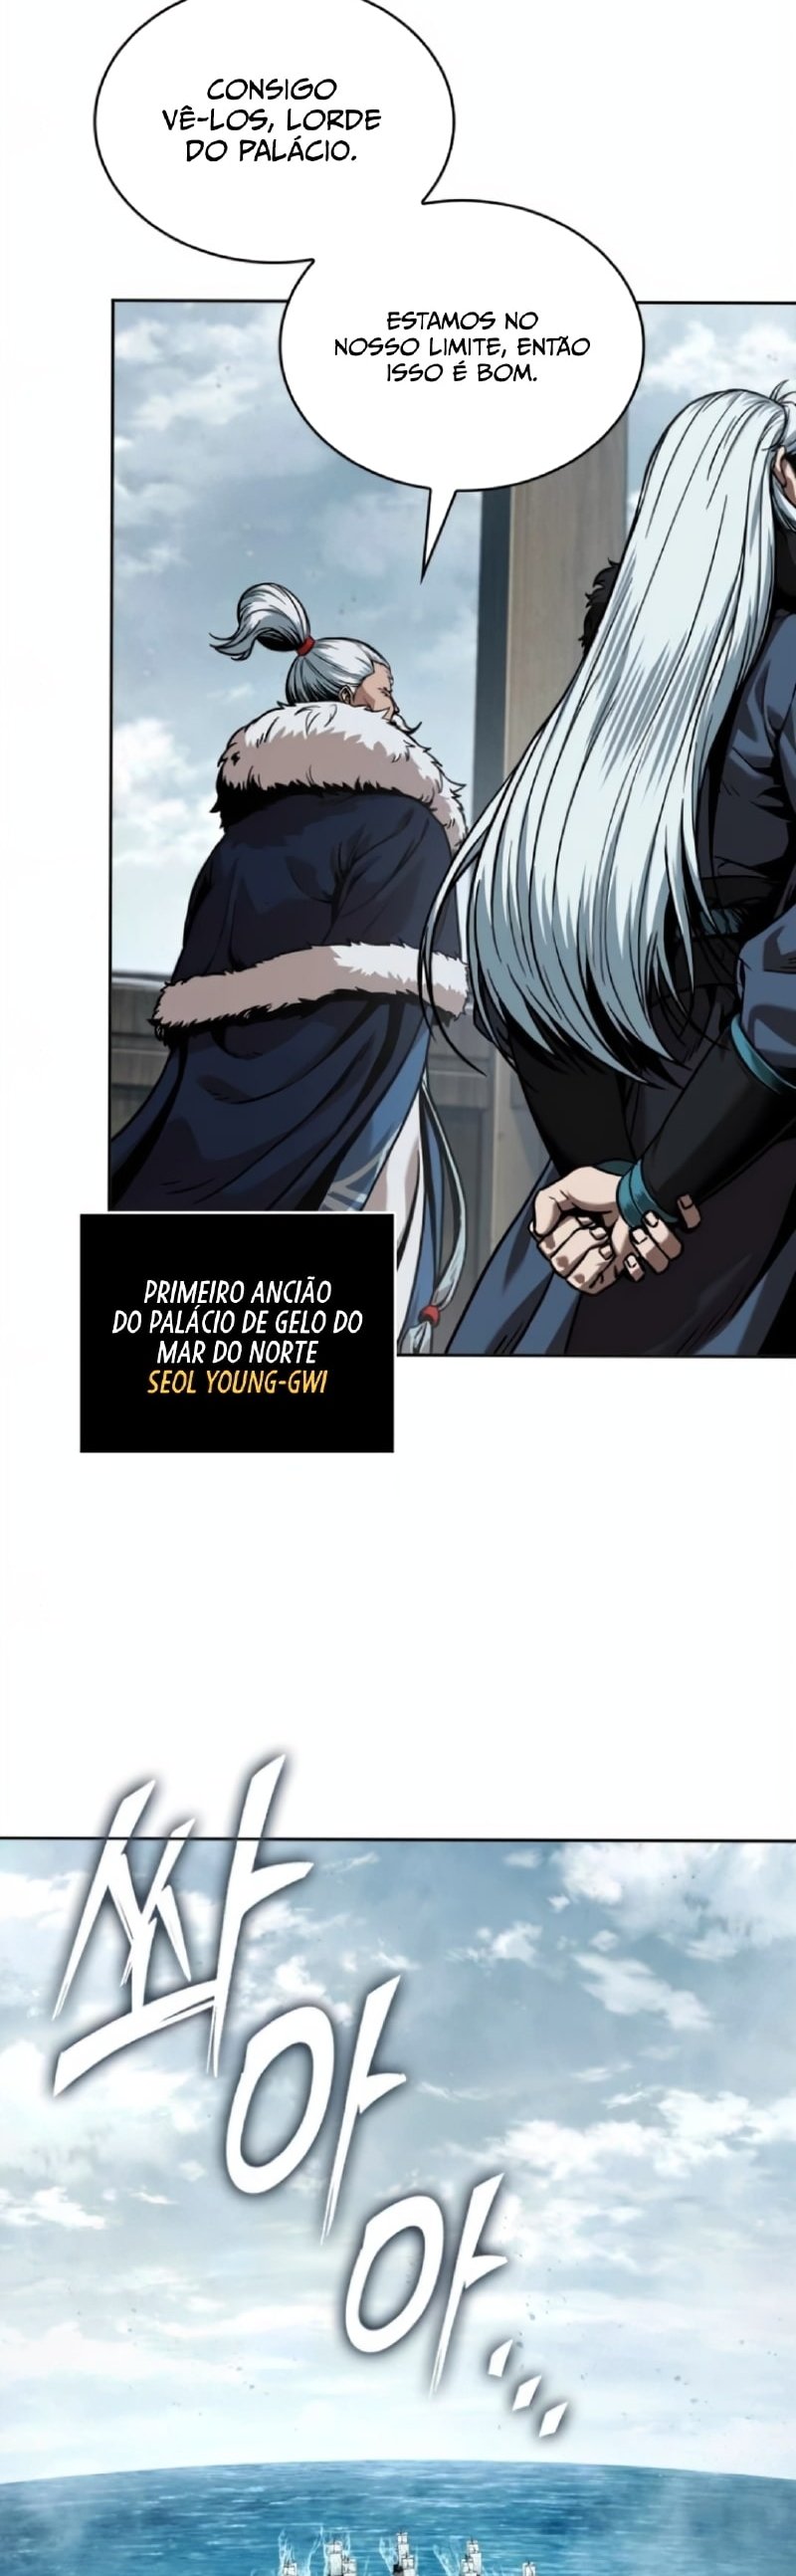 CONSIGO
VÊ-LOS, LORDE
DO PALÁCIO.
ESTAMOS NO
NOSSO LIMITE, ENTÃO
ISSO É BOM.
PRIMEIRO ANCIÃO
DO PALÁCIO DE GELO DO
MAR DO NORTE
SEOL YOUNG-GWI
쏴
아
아...